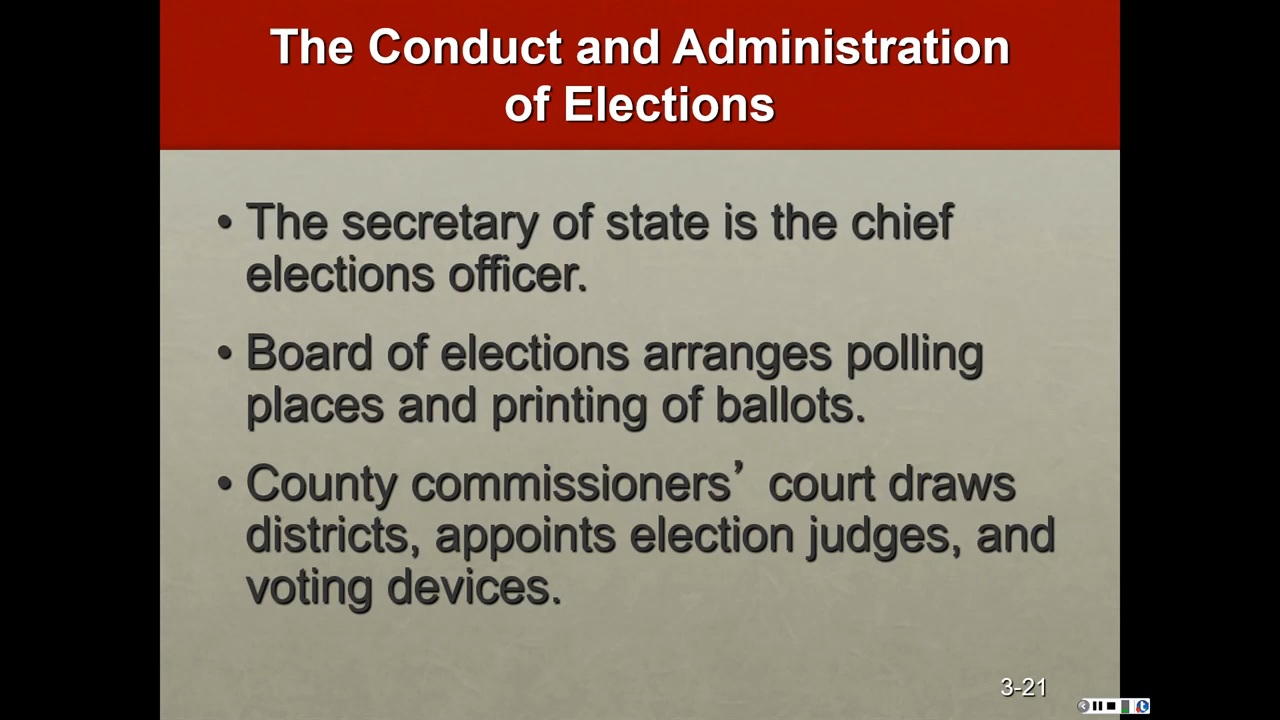 The Conduct and Administration
of Elections
• The secretary of state is the chief
elections officer.
• Board of elections arranges polling
places and printing of ballots.
• County commissioners’ court draws
districts, appoints election judges, and
voting devices.
3-21